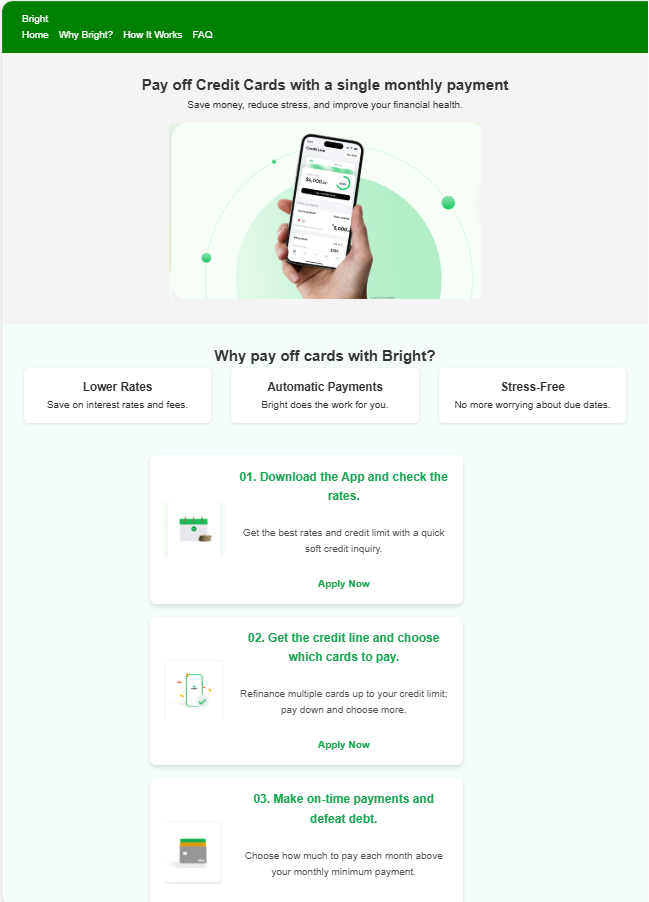 Bright
Home Why Bright? How It Works FAQ
Pay off Credit Cards with a single monthly payment
Save money, reduce stress, and improve your financial health.
Credit Line
$4,000
5,000
Why pay off cards with Bright?
Lower Rates
Save on interest rates and fees.
Automatic Payments
Bright does the work for you.
Stress-Free
No more worrying about due dates.
01. Download the App and check the
rates.
Get the best rates and credit limit with a quick
soft credit inquiry.
Apply Now
02. Get the credit line and choose
which cards to pay.
Refinance multiple cards up to your credit limit;
pay down and choose more.
Apply Now
03. Make on-time payments and
defeat debt.
Choose how much to pay each month above
your monthly minimum payment.